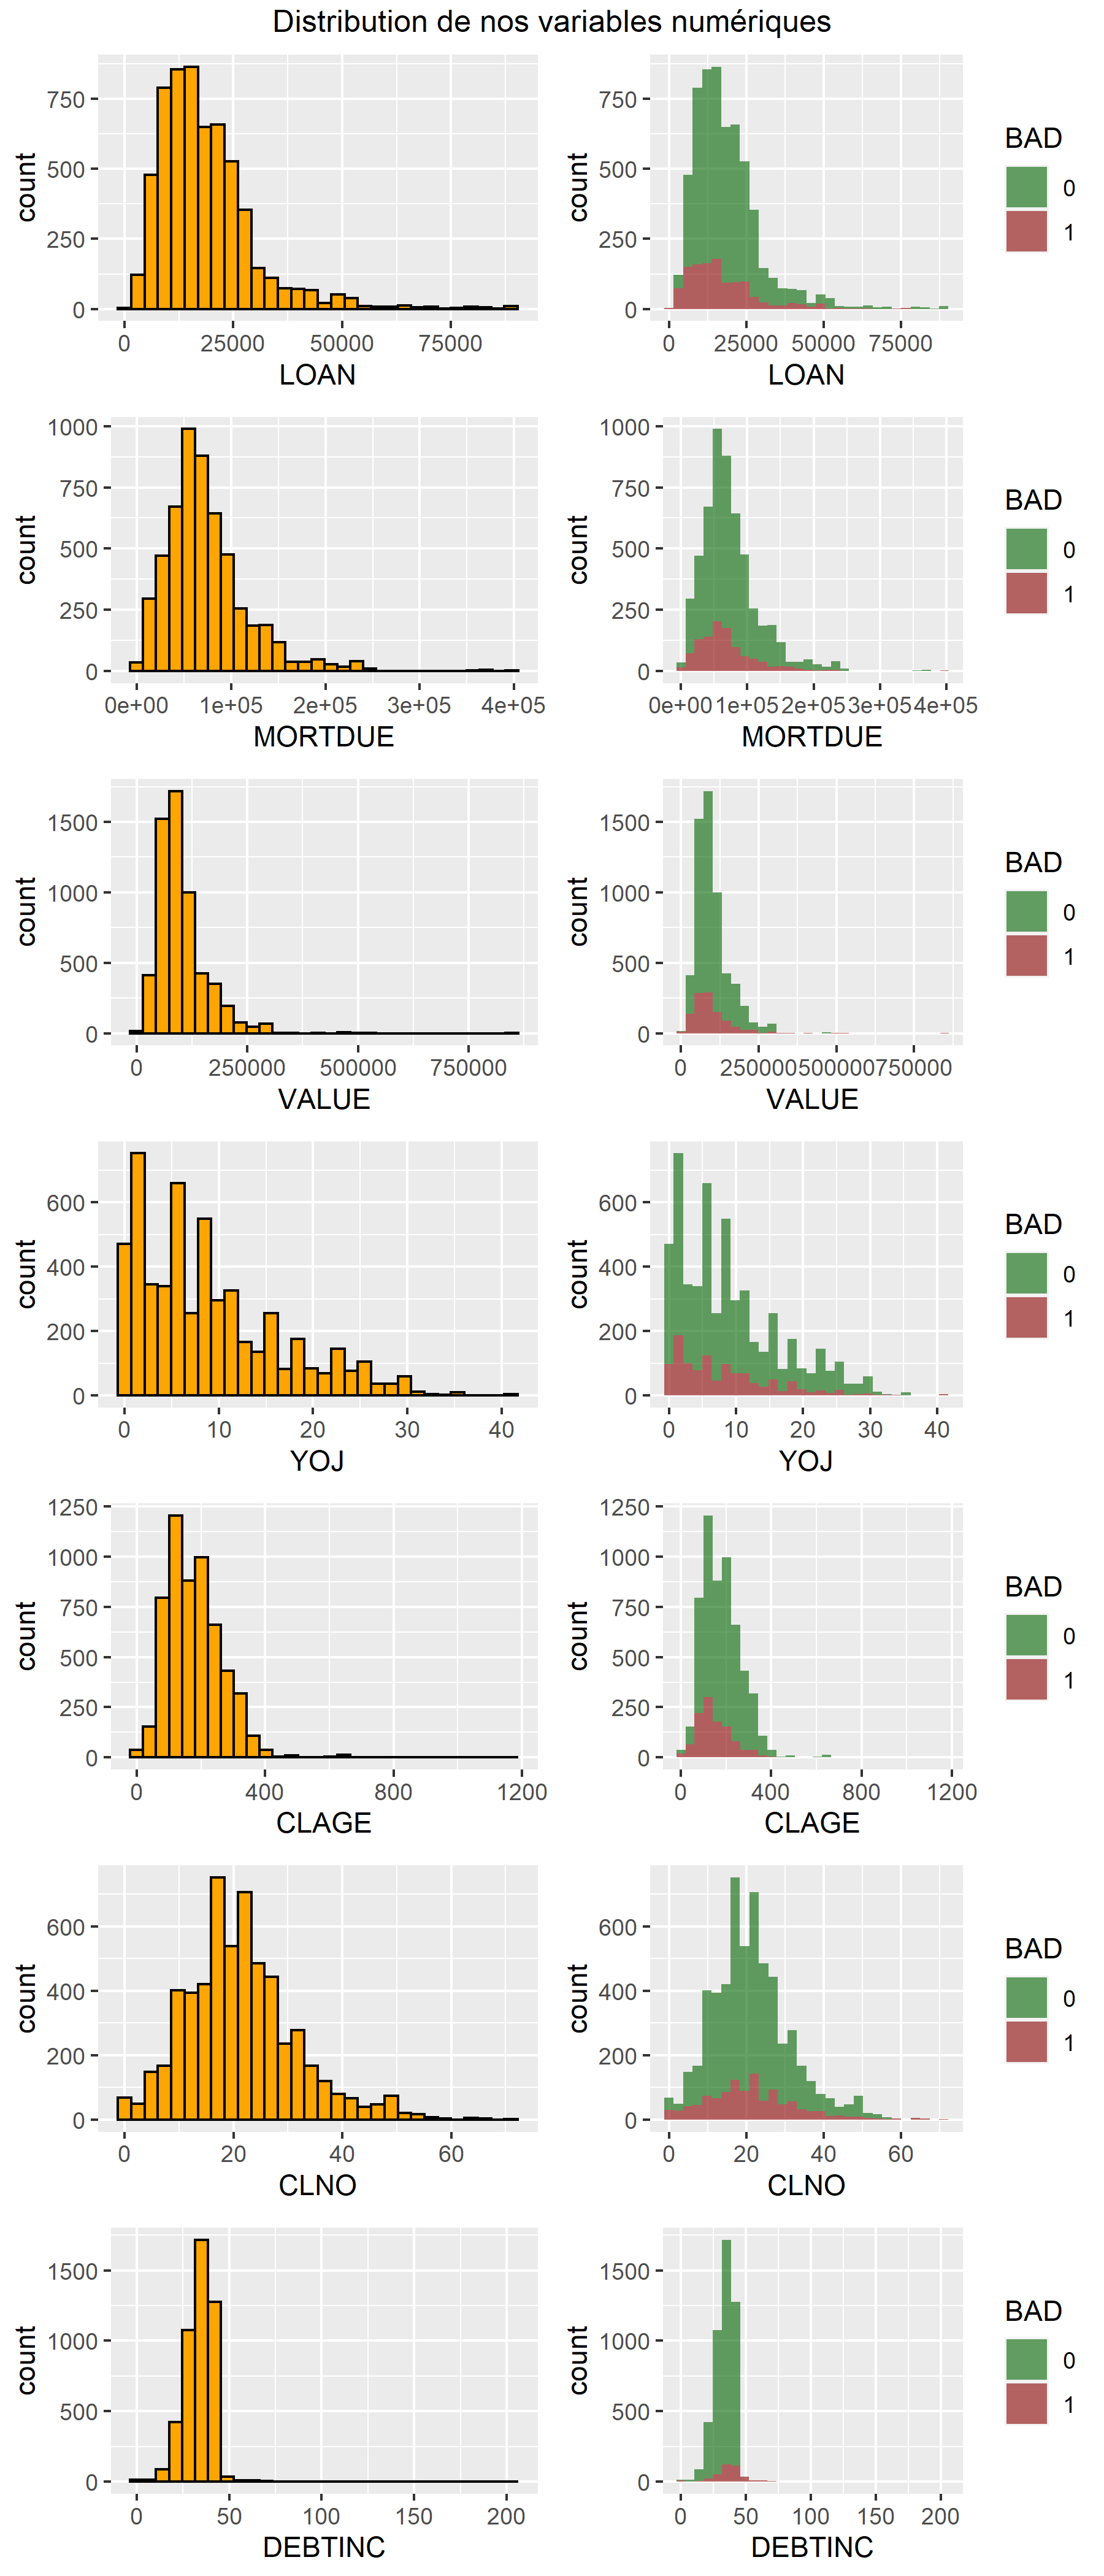 Distribution de nos variables numériques
750
500
250
0
count
0 25000 50000 75000
LOAN
750
500
250
0
count
0 25000 50000 75000
LOAN
BAD
0
1
1000
750
500
250
0
count
0e+00 1e+05 2e+05 3e+05 4e+05
MORTDUE
1000
750
500
250
0
count
0e+00 1e+05 2e+05 3e+05 4e+05
MORTDUE
BAD
0
1
1500
1000
500
0
count
0 250000 500000 750000
VALUE
1500
1000
500
0
count
0 250000 500000 750000
VALUE
BAD
0
1
600
400
200
0
count
0 10 20 30 40
YOJ
600
400
200
0
count
0 10 20 30 40
YOJ
BAD
0
1
1250
1000
750
500
250
0
count
0 400 800 1200
CLAGE
1250
1000
750
500
250
0
count
0 400 800 1200
CLAGE
BAD
0
1
600
400
200
0
count
0 20 40 60
CLNO
600
400
200
0
count
0 20 40 60
CLNO
BAD
0
1
1500
1000
500
0
count
0 50 100 150 200
DEBTINC
1500
1000
500
0
count
0 50 100 150 200
DEBTINC
BAD
0
1